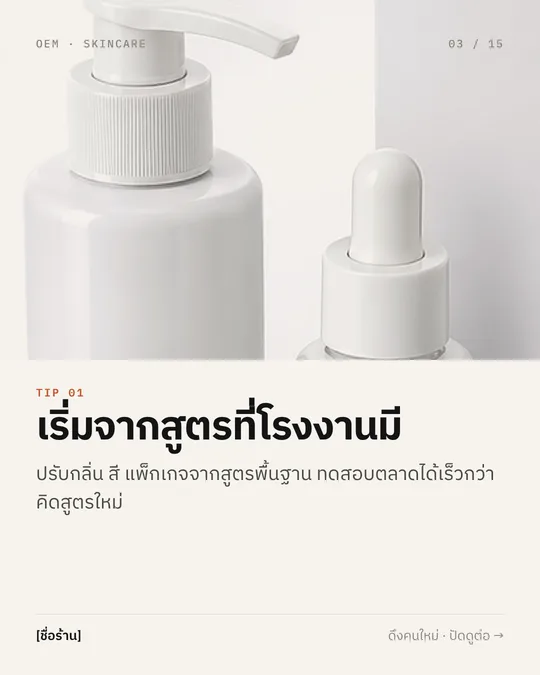 OEM · SKINCARE
03 / 15
TIP 01
เริ่มจากสูตรที่โรงงานมี
ปรับกลิ่น สี แพ็กเกจจากสูตรพื้นฐาน ทดสอบตลาดได้เร็วกว่า
คิดสูตรใหม่
[ชื่อร้าน]
ดึงคนใหม่ · ปัดดูต่อ →